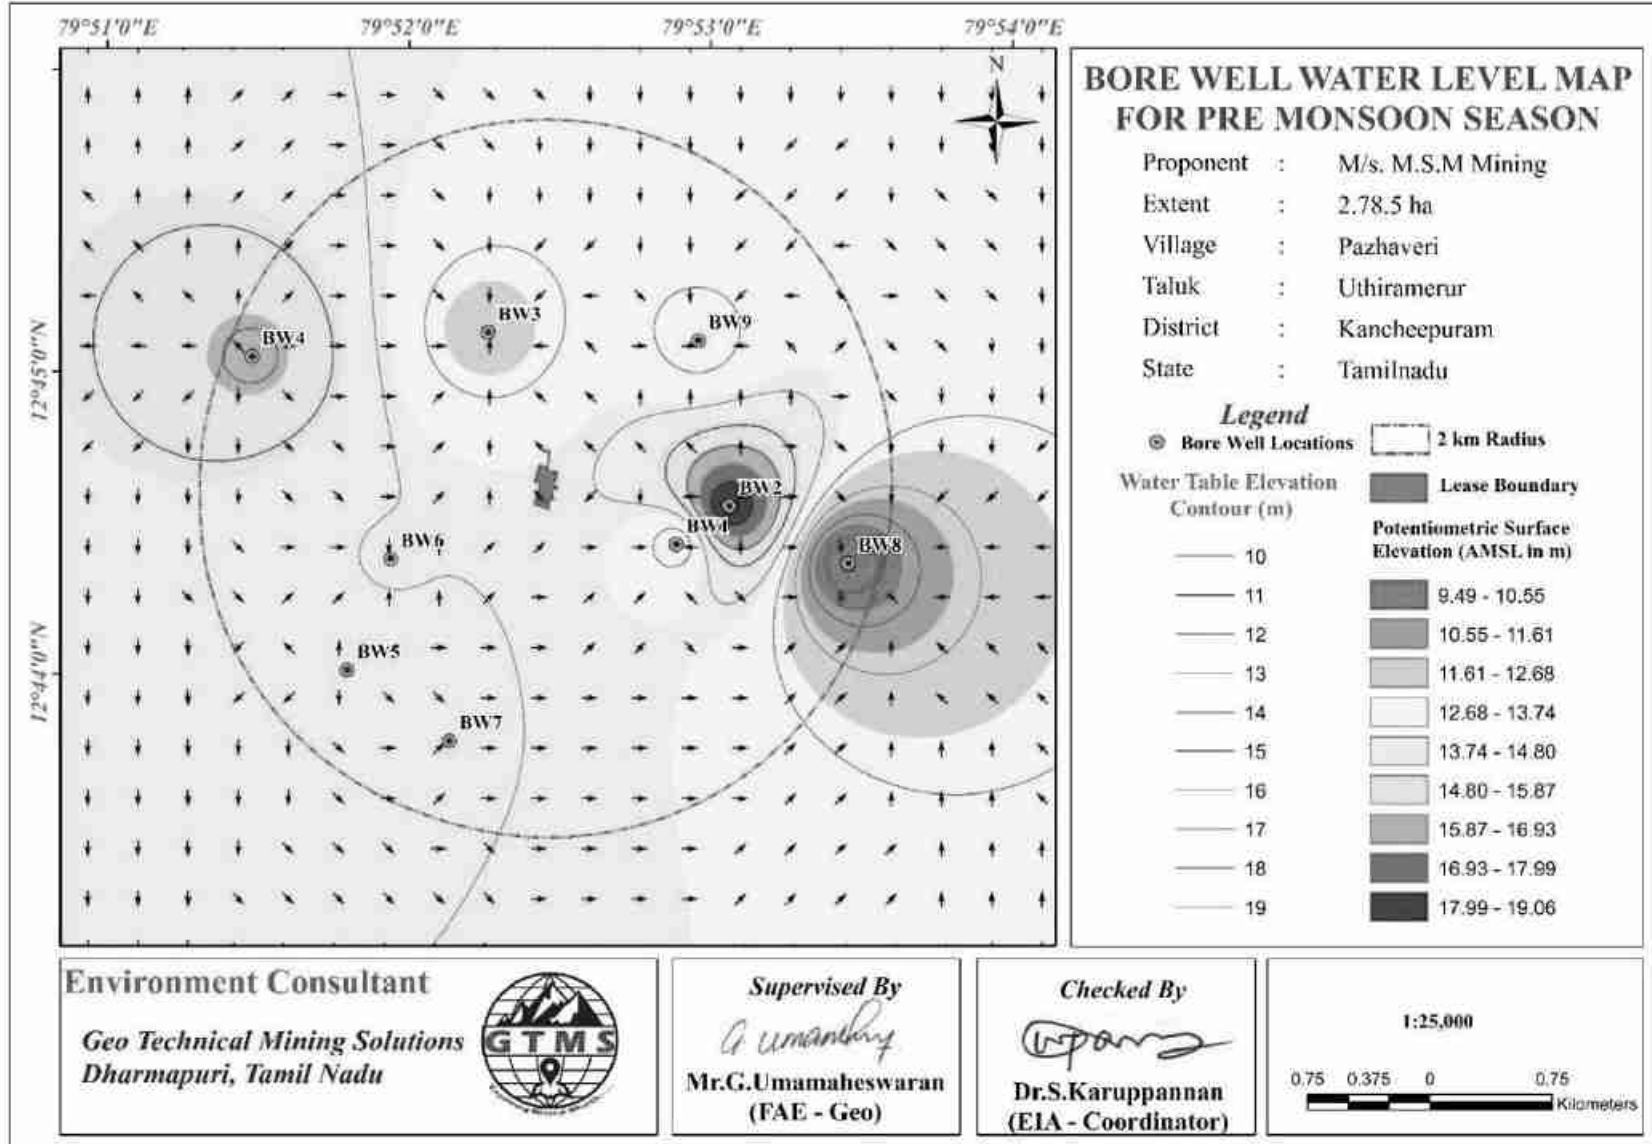 79°51'0"E
79°52'0"E
79°53'0"E
79°54'0"E
12°45'0"N
12°44'0"N
N
BW4
BW3
BW9
BW2
BW1
BW8
BW6
BW5
BW7
BORE WELL WATER LEVEL MAP
FOR PRE MONSOON SEASON
Proponent : M/s. M.S.M Mining
Extent : 2.78.5 ha
Village : Pazhaveri
Taluk : Uthiramerur
District : Kancheepuram
State : Tamilnadu
Legend
Bore Well Locations
2 km Radius
Lease Boundary
Water Table Elevation
Contour (m)
10
11
12
13
14
15
16
17
18
19
Potentiometric Surface
Elevation (AMSL in m)
9.49 - 10.55
10.55 - 11.61
11.61 - 12.68
12.68 - 13.74
13.74 - 14.80
14.80 - 15.87
15.87 - 16.93
16.93 - 17.99
17.99 - 19.06
Environment Consultant
Geo Technical Mining Solutions
Dharmapuri, Tamil Nadu
GTMS
Supervised By
Mr.G.Umamaheswaran
(FAE - Geo)
Checked By
Dr.S.Karuppannan
(EIA - Coordinator)
1:25,000
0.75 0.375 0 0.75
Kilometers